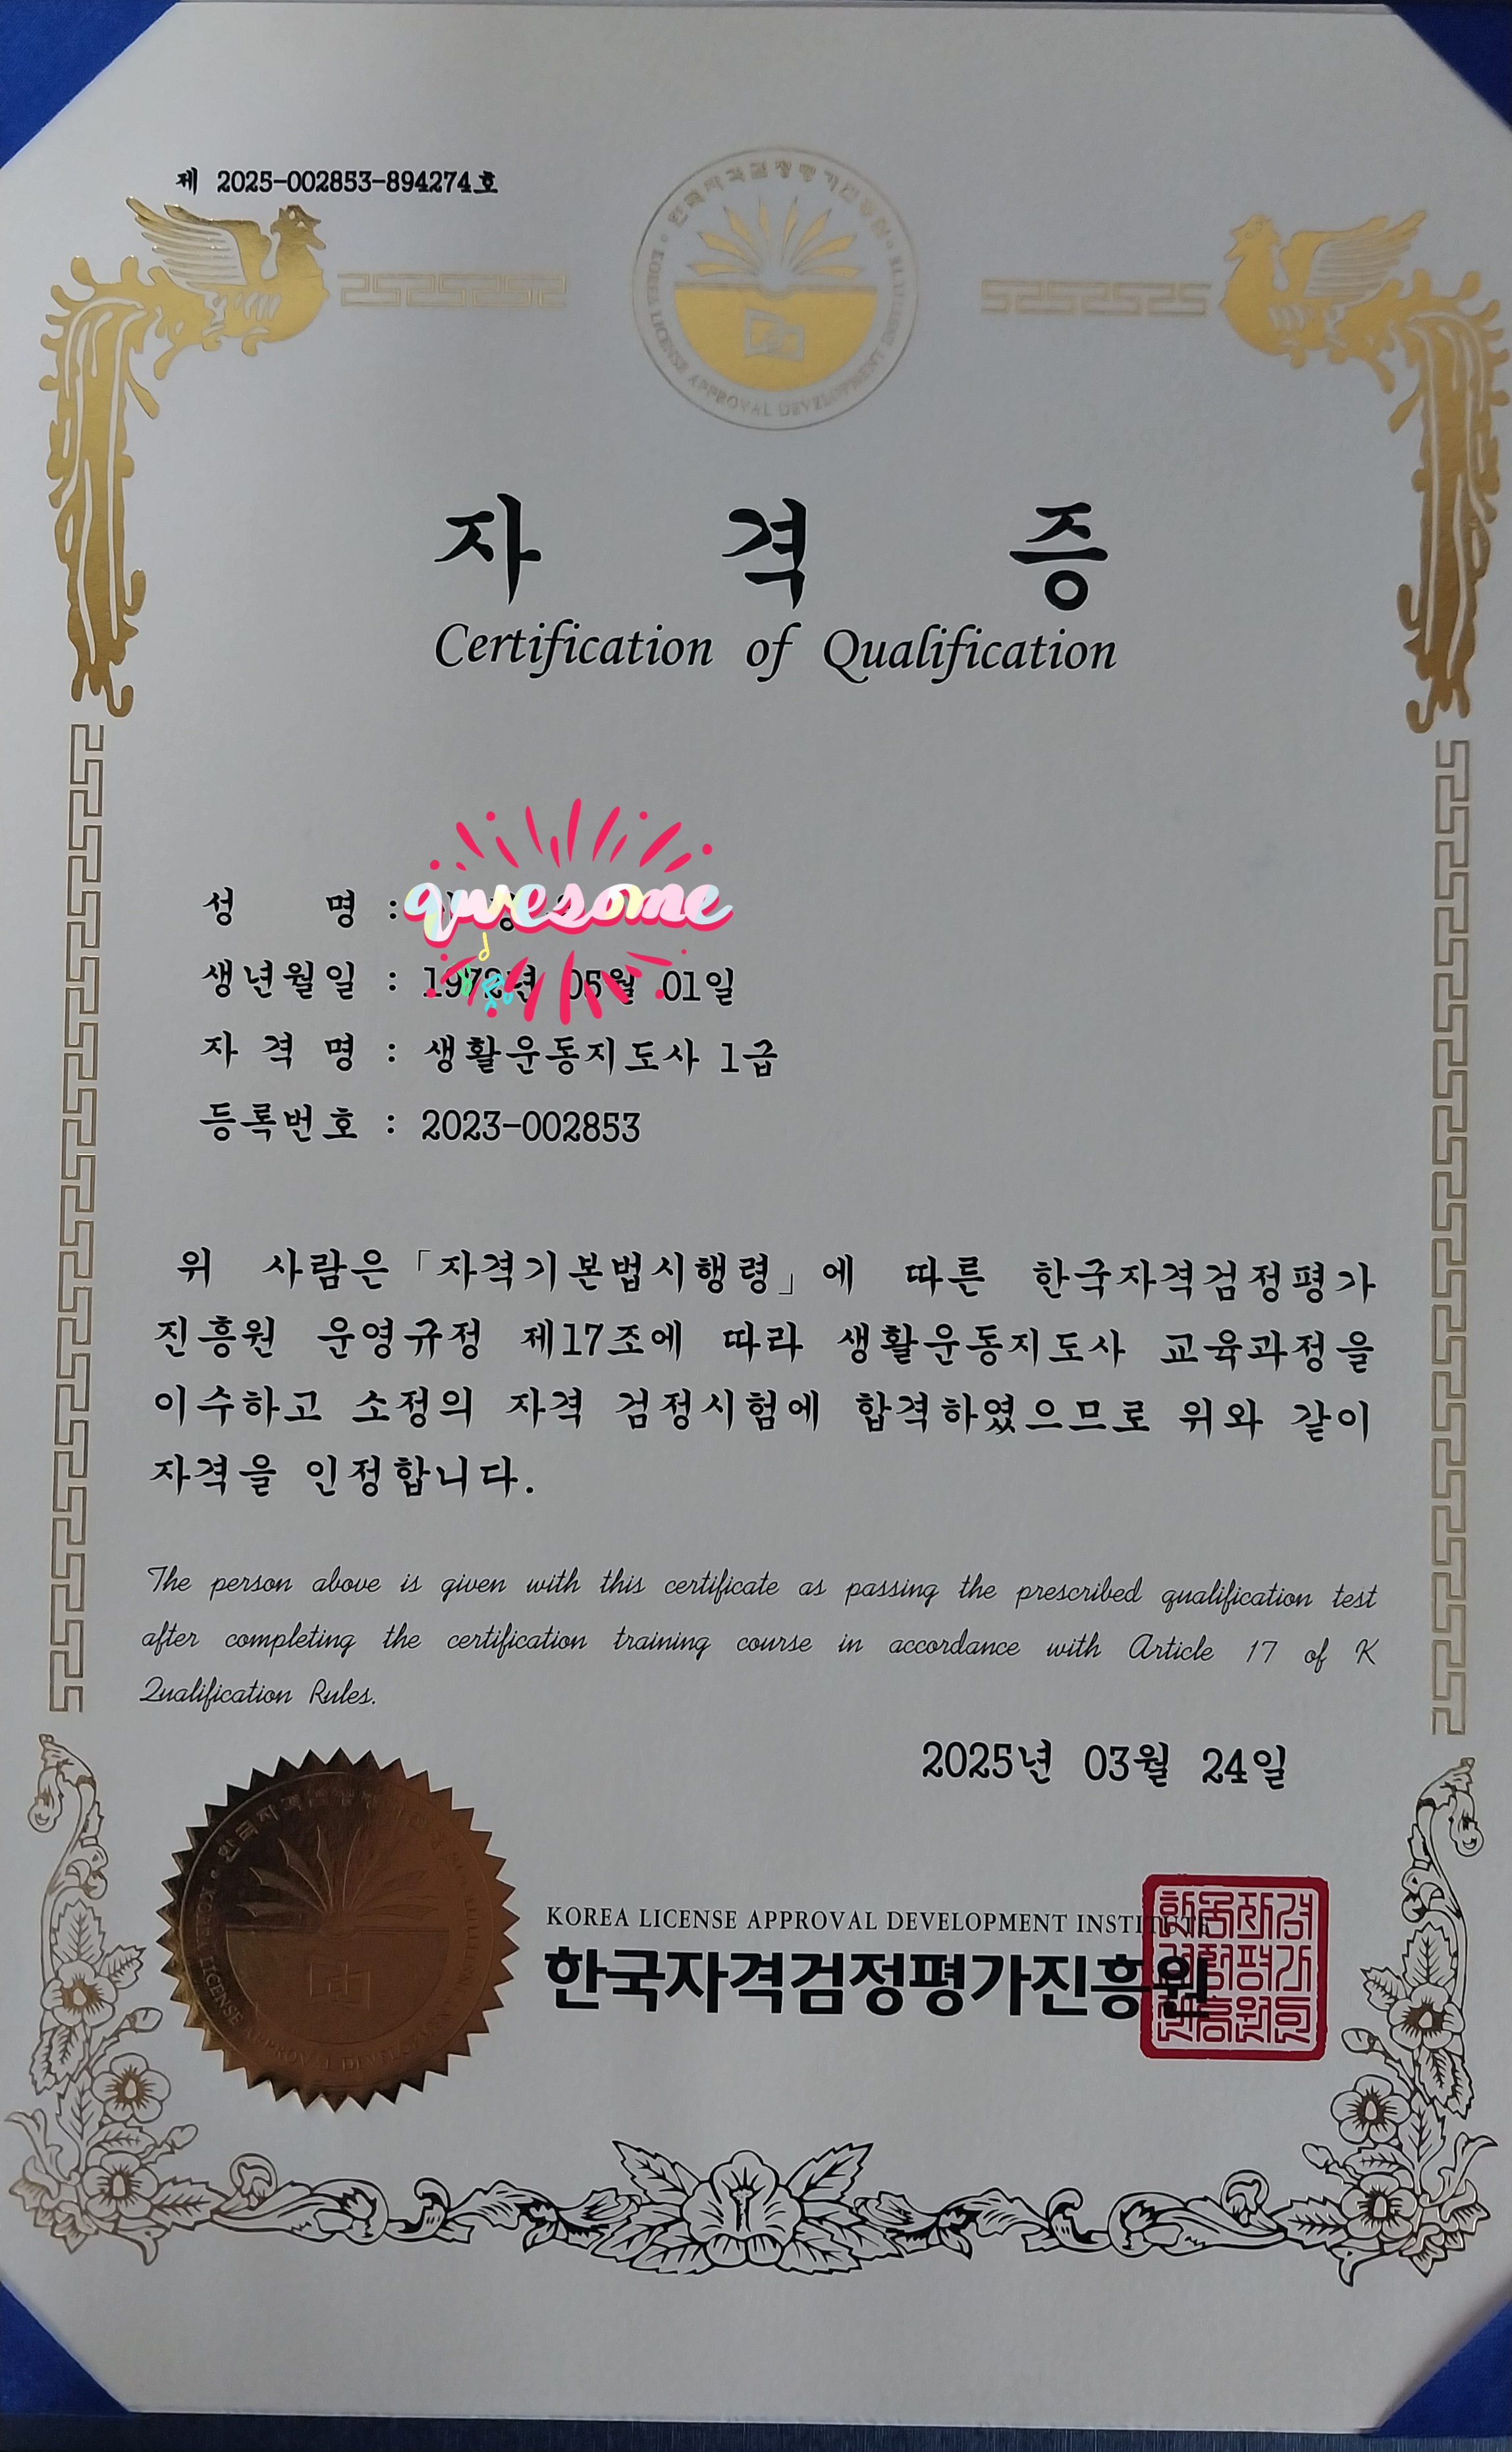 제 2025-002853-894274호
KOREA LICENSE APPROVAL DEVELOPMENT INSTITUTE
자 격 증
Certification of Qualification
성 명 :
awesome
생년월일 : 1972년 05월 01일
자 격 명 : 생활운동지도사 1급
등록번호 : 2023-002853
위 사람은 「자격기본법시행령」에 따른 한국자격검정평가
진흥원 운영규정 제17조에 따라 생활운동지도사 교육과정을
이수하고 소정의 자격 검정시험에 합격하였으므로 위와 같이
자격을 인정합니다.
The person above is given with this certificate as passing the prescribed qualification test
after completing the certification training course in accordance with Article 17 of K
Qualification Rules.
2025년 03월 24일
KOREA LICENSE APPROVAL DEVELOPMENT INSTITUTE
한국자격검정평가진흥원